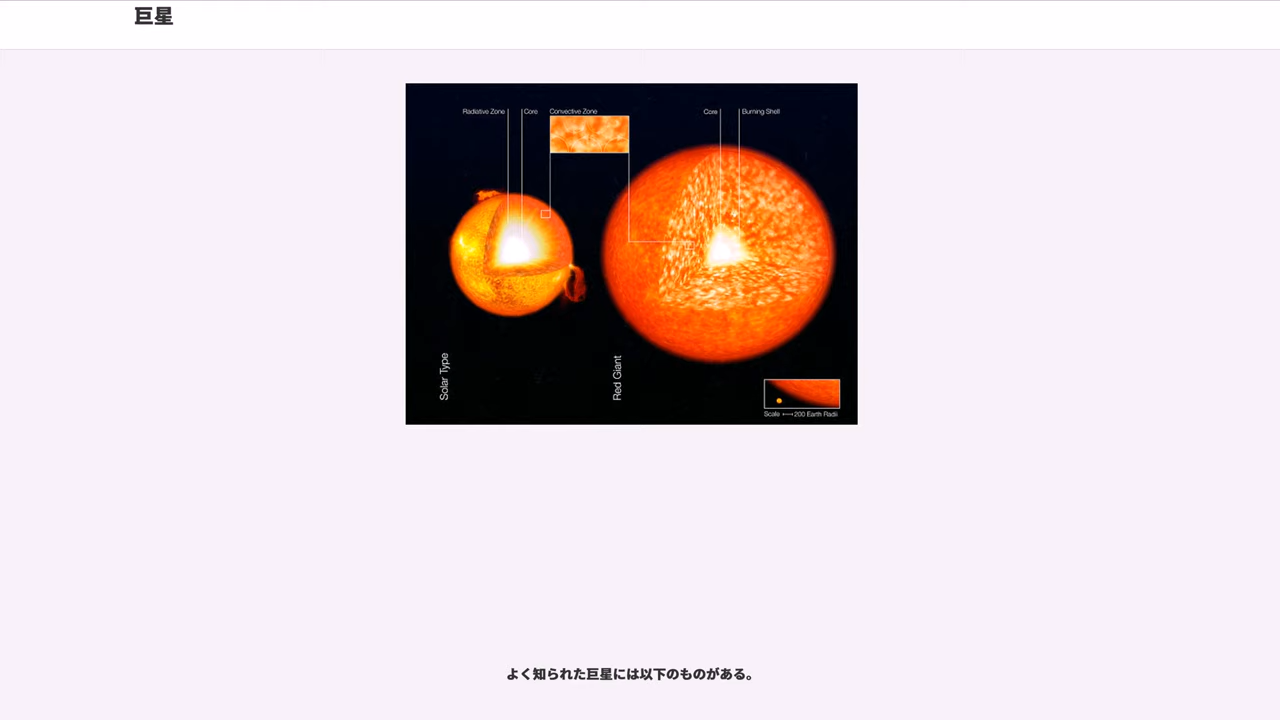 巨星
Radiative Zone
Core
Convective Zone
Core
Burning Shell
Solar Type
Red Giant
Scale ⟷ 200 Earth Radii
よく知られた巨星には以下のものがある。